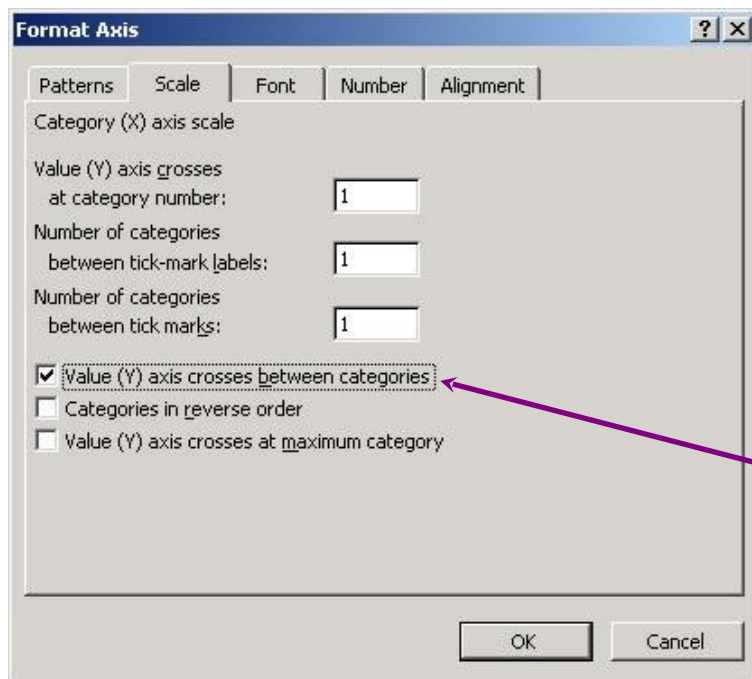 Format Axis
Patterns Scale Font Number Alignment
Category (X) axis scale
Value (Y) axis crosses
at category number: 1
Number of categories
between tick-mark labels: 1
Number of categories
between tick marks: 1
Value (Y) axis crosses between categories
Categories in reverse order
Value (Y) axis crosses at maximum category
OK Cancel